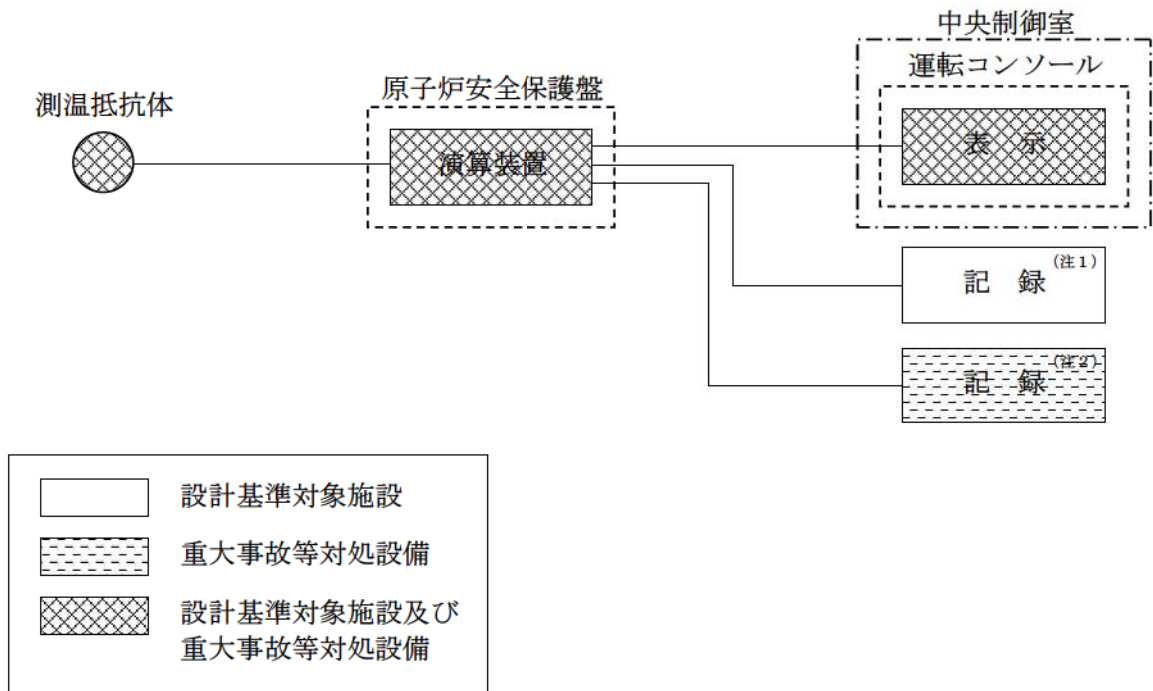 中央制御室
運転コンソール
原子炉安全保護盤
測温抵抗体
演算装置
表 示
記 録 (注1)
記 録 (注2)
設計基準対象施設
重大事故等対処設備
設計基準対象施設及び
重大事故等対処設備